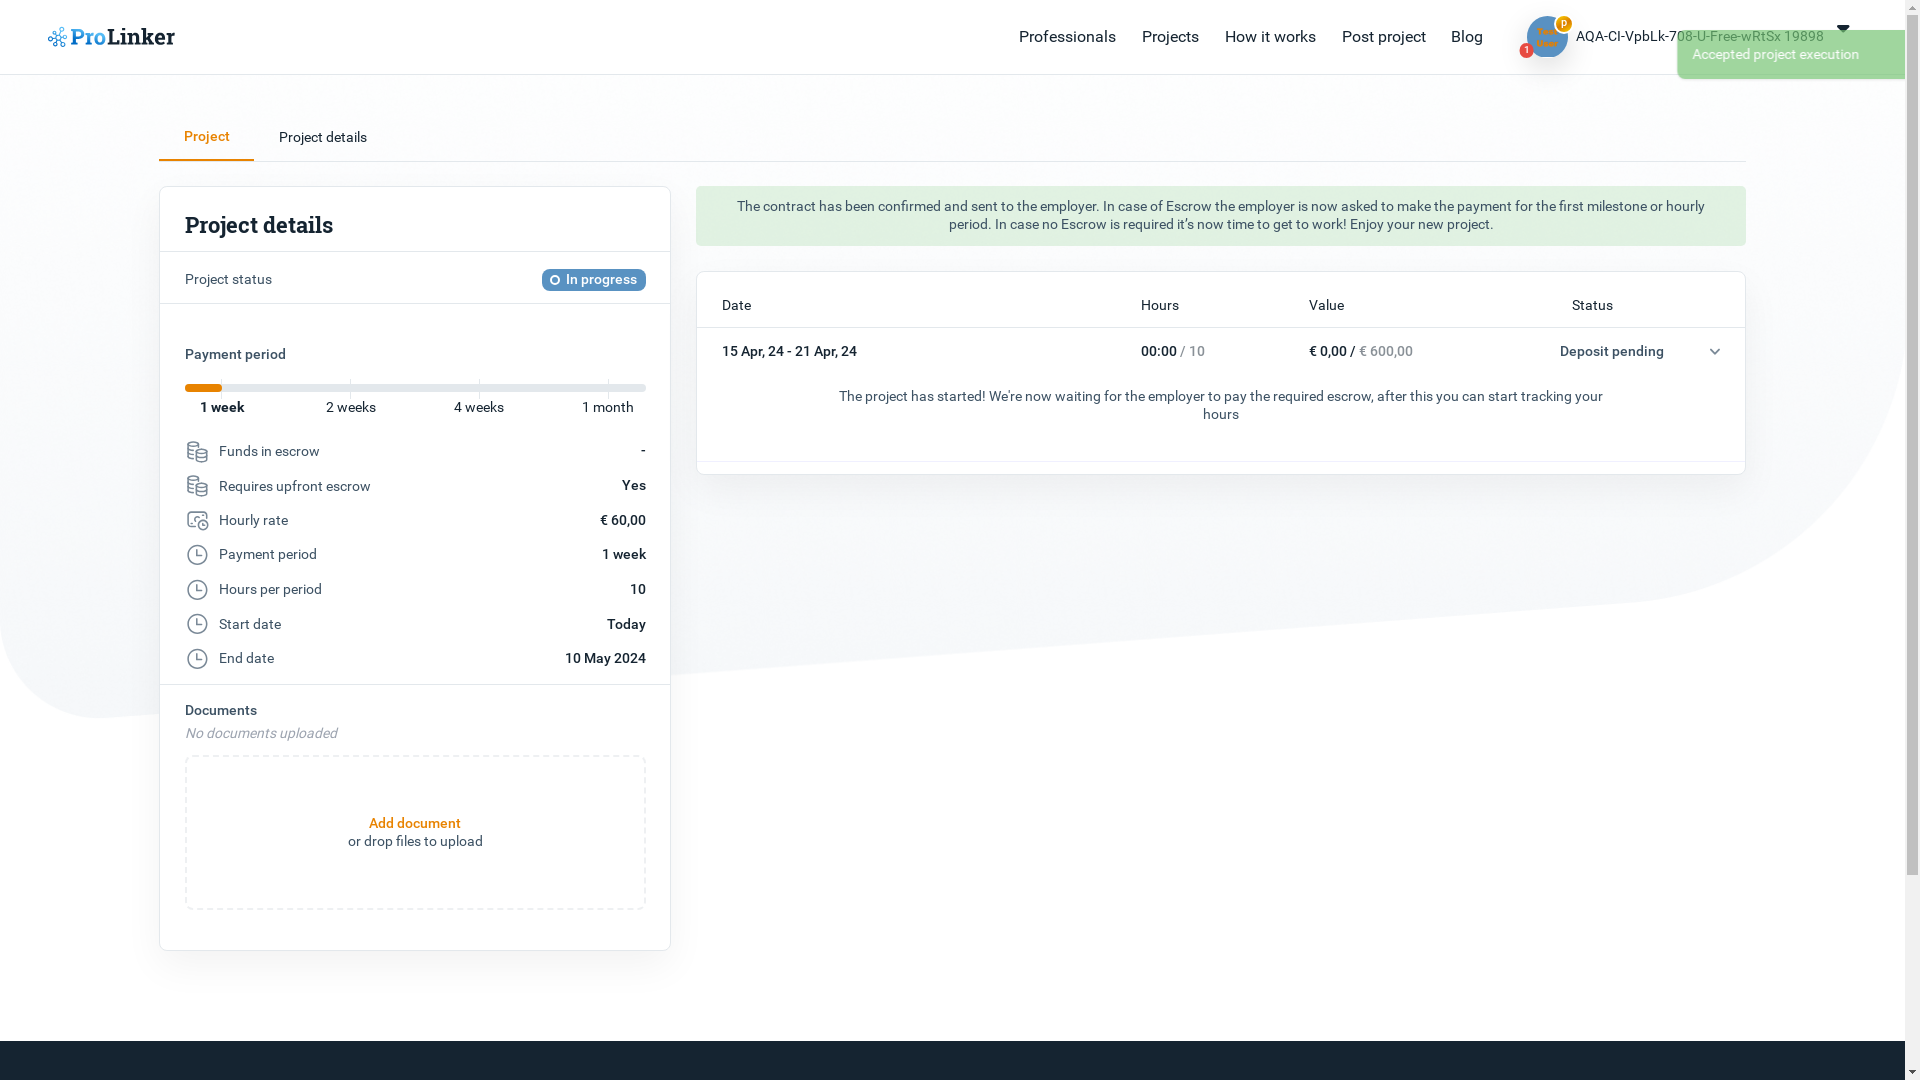 ProLinker
Professionals
Projects
How it works
Post project
Blog
p
1
AQA-CI-VpbLk-708-U-Free-wRtSx 19898
Accepted project execution
Project
Project details
Project details
Project status
In progress
Payment period
1 week
2 weeks
4 weeks
1 month
Funds in escrow
-
Requires upfront escrow
Yes
Hourly rate
€ 60,00
Payment period
1 week
Hours per period
10
Start date
Today
End date
10 May 2024
Documents
No documents uploaded
Add document
or drop files to upload
The contract has been confirmed and sent to the employer. In case of Escrow the employer is now asked to make the payment for the first milestone or hourly
period. In case no Escrow is required it’s now time to get to work! Enjoy your new project.
Date
Hours
Value
Status
15 Apr, 24 - 21 Apr, 24
00:00 / 10
€ 0,00 / € 600,00
Deposit pending
The project has started! We're now waiting for the employer to pay the required escrow, after this you can start tracking your
hours